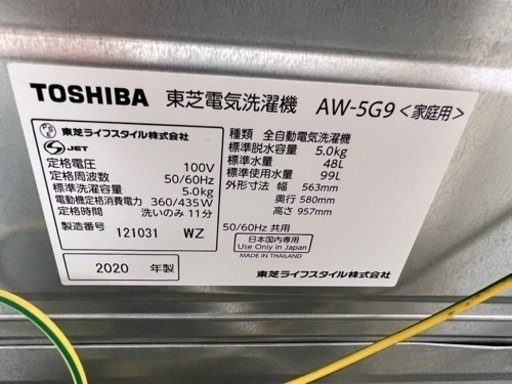 TOSHIBA 東芝電気洗濯機 AW-5G9<家庭用>
PSE
東芝ライフスタイル株式会社
S JET
定格電圧 100V
定格周波数 50/60Hz
標準洗濯容量 5.0kg
電動機定格消費電力 360/435W
定格時間 洗いのみ 11分
製造番号 121031 WZ
2020 年製
種類 全自動電気洗濯機
標準脱水容量 5.0kg
標準水量 48L
標準使用水量 99L
外形寸法 幅 563mm
奥行 580mm
高さ 957mm
50/60Hz 共用
日本国内専用
Use Only in Japan
MADE IN THAILAND
東芝ライフスタイル株式会社